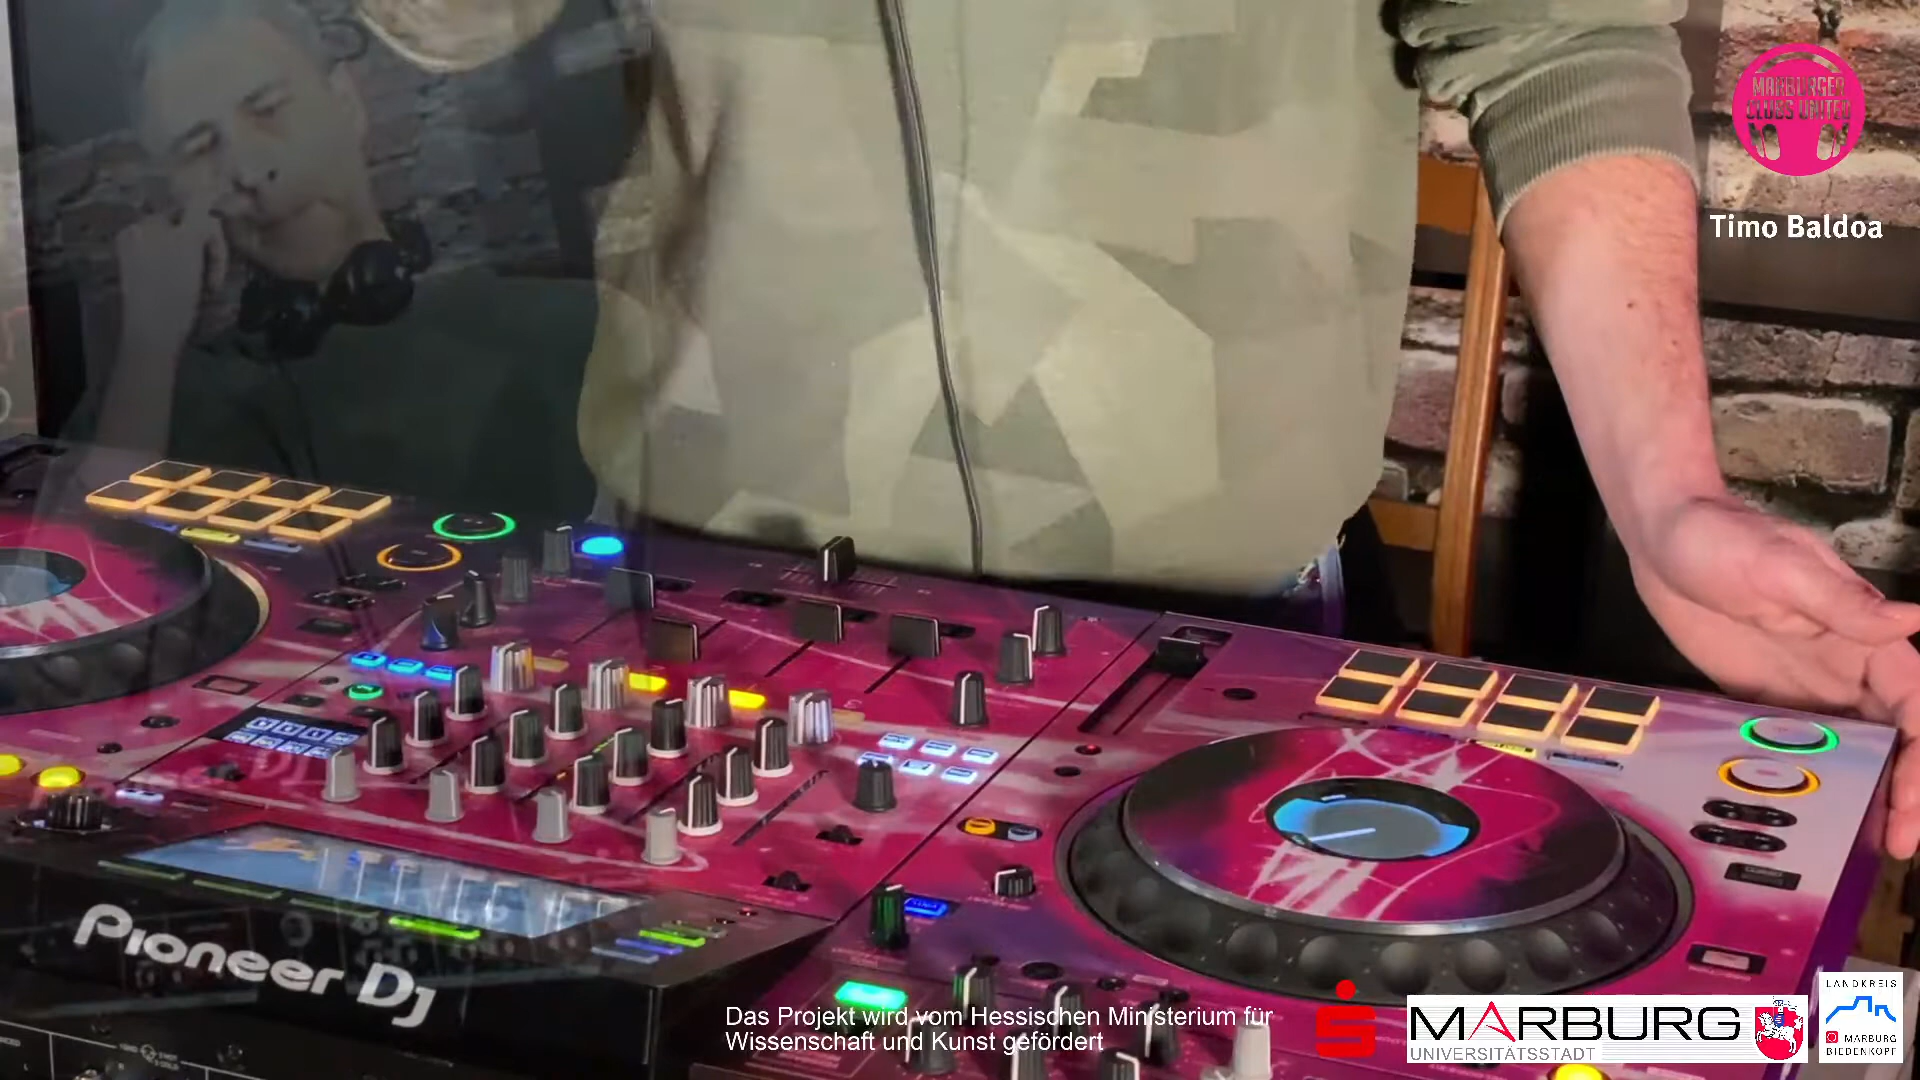 MARBURGER
CLUBS UNITED
Timo Baldoa
Pioneer Dj
Das Projekt wird vom Hessischen Ministerium für
Wissenschaft und Kunst gefördert
MARBURG
UNIVERSITÄTSSTADT
LANDKREIS
MARBURG
BIEDENKOPF